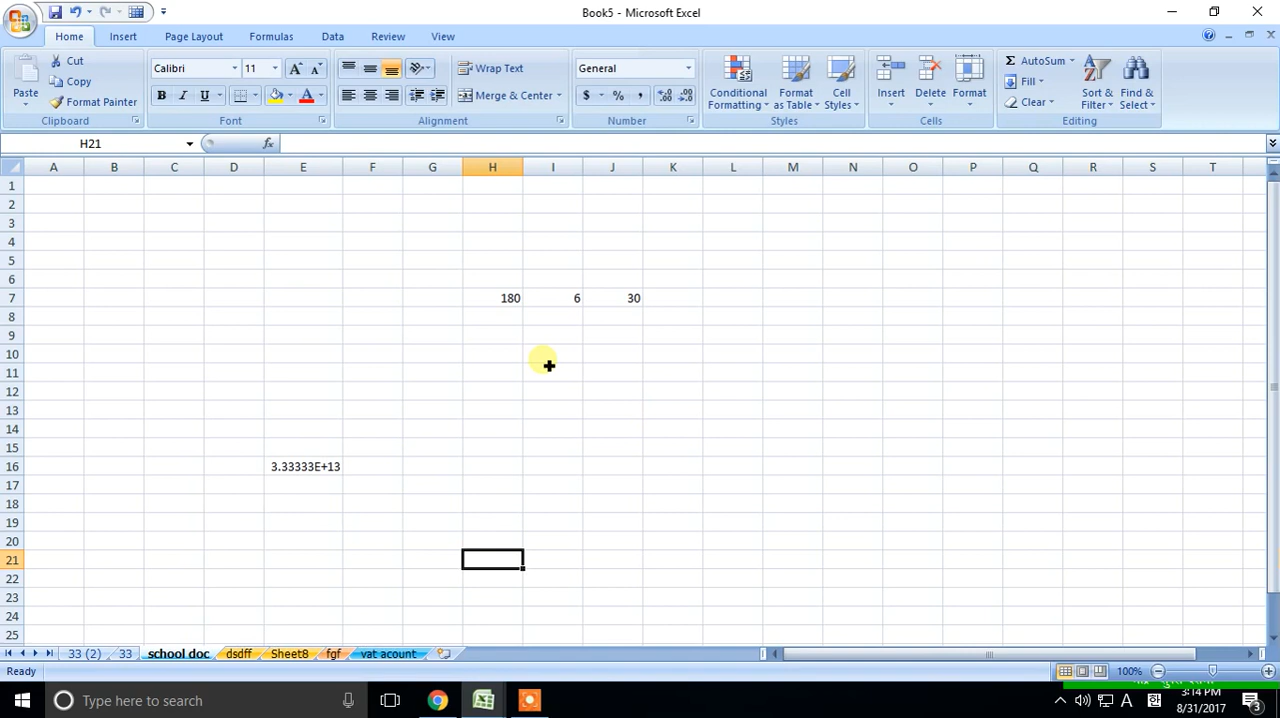 Book5 - Microsoft Excel
Home Insert Page Layout Formulas Data Review View
Cut
Copy
Format Painter
Paste
Clipboard
Calibri 11
B I U
Font
Wrap Text
Merge & Center
Alignment
General
$ % ,
Number
Conditional Formatting
Format as Table
Cell Styles
Styles
Insert
Delete
Format
Cells
Σ AutoSum
Fill
Clear
Sort & Filter
Find & Select
Editing
H21 fx
A B C D E F G H I J K L M N O P Q R S T
1
2
3
4
5
6
7 180 6 30
8
9
10
11
12
13
14
15
16 3.33333E+13
17
18
19
20
21
22
23
24
25
33 (2) 33 school doc dsdff Sheet8 fgf vat acount
Ready 100%
Type here to search
A 한 3:14 PM
8/31/2017 3